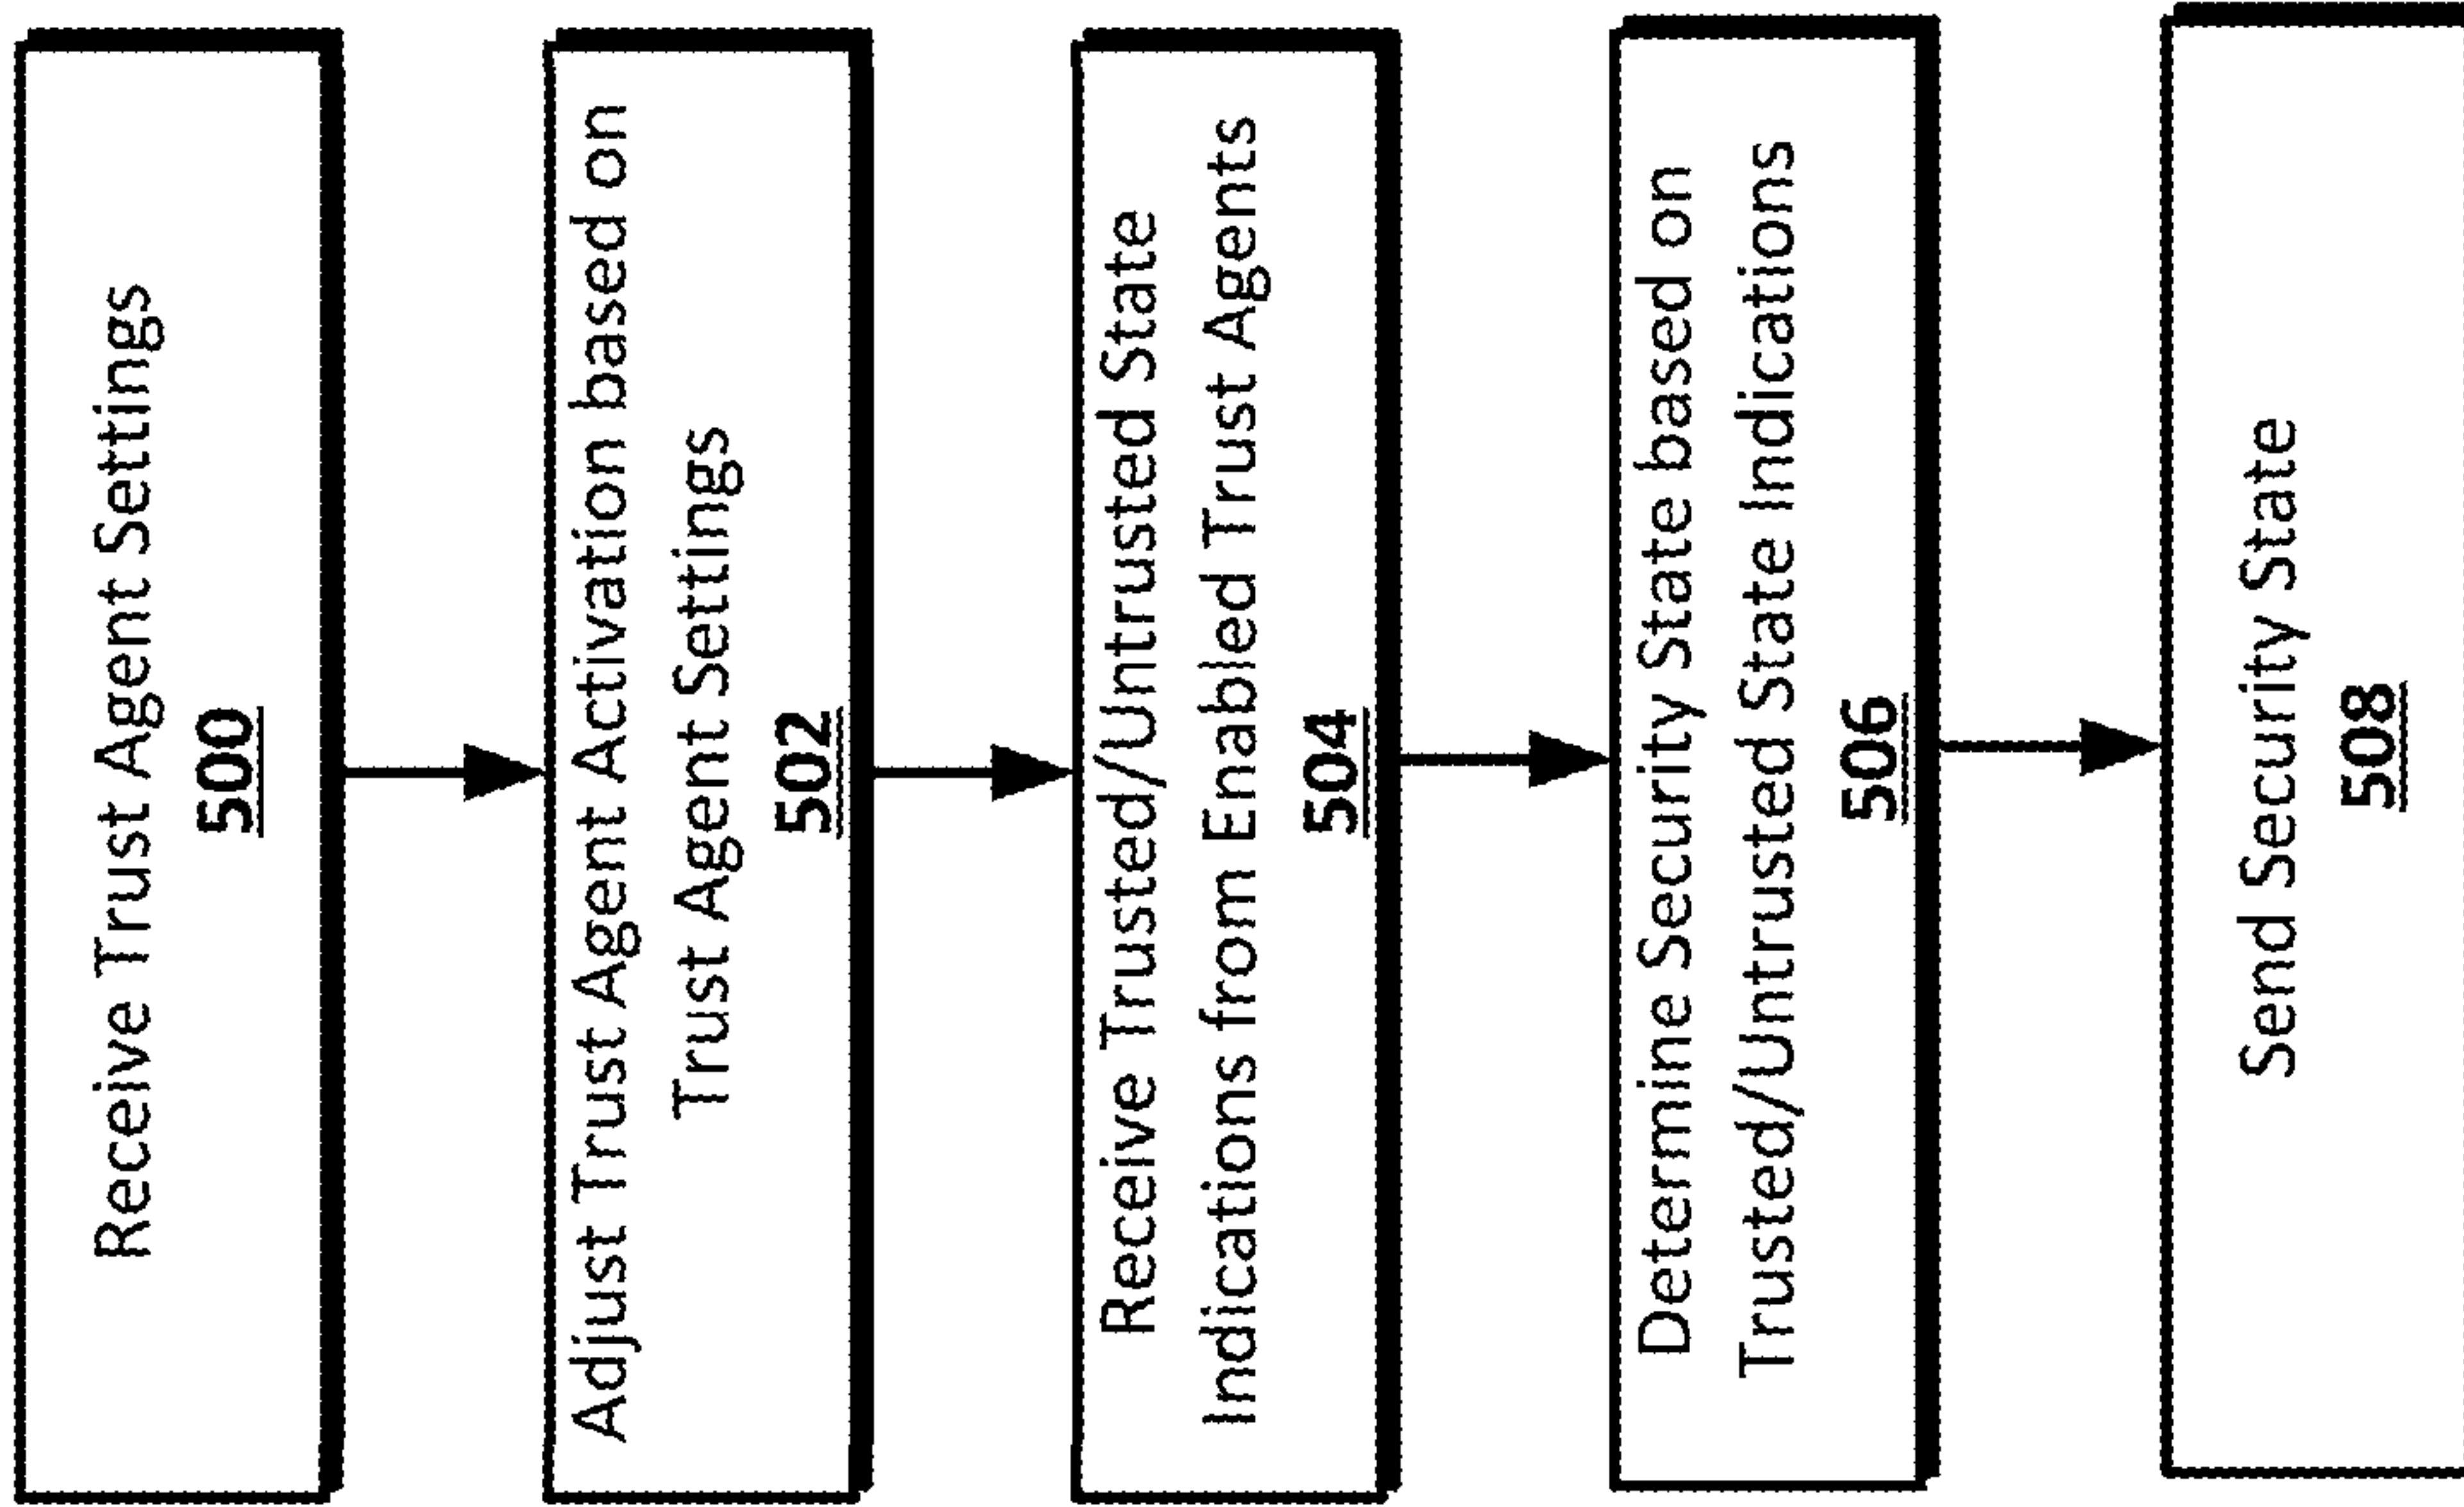 Receive Trust Agent Settings
500
Adjust Trust Agent Activation based on
Trust Agent Settings
502
Receive Trusted/Untrusted State
Indications from Enabled Trust Agents
504
Determine Security State based on
Trusted/Untrusted State Indications
506
Send Security State
508